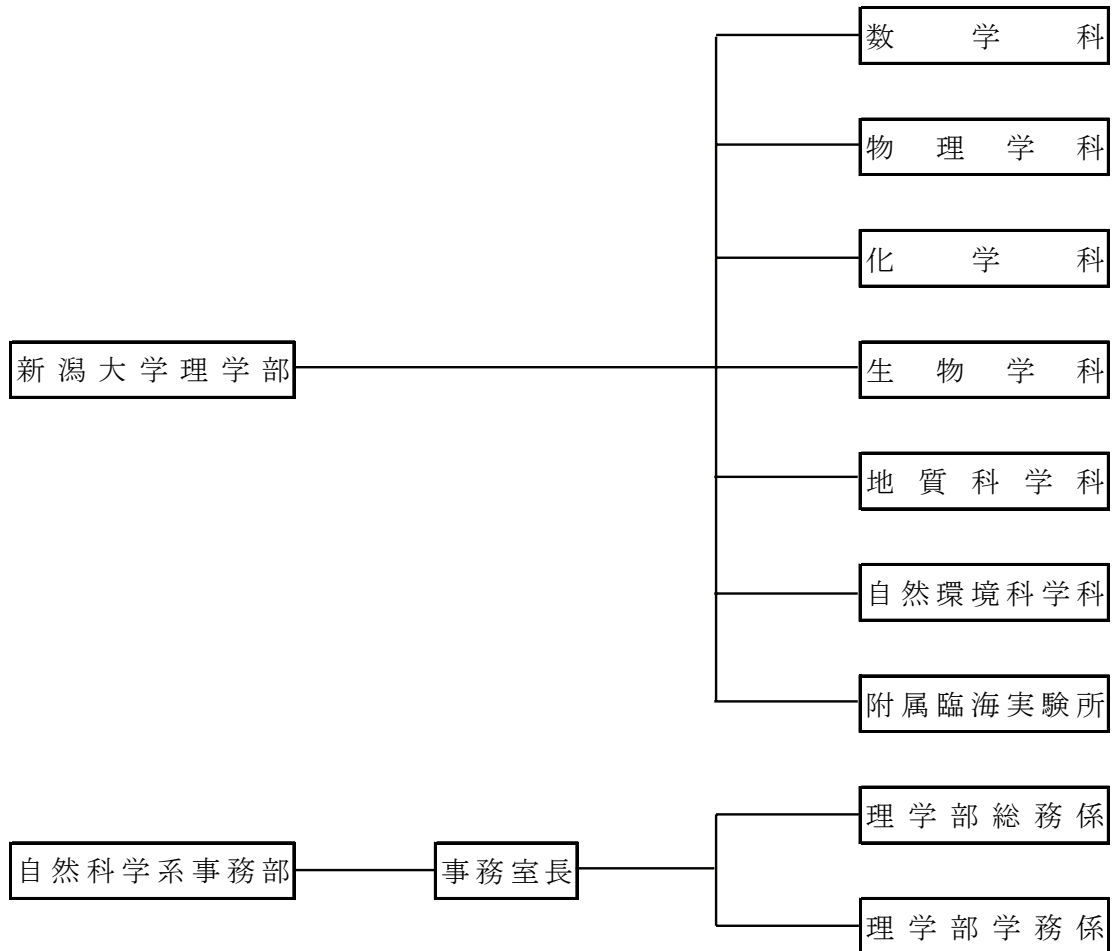 数学科
物理学科
化学科
新潟大学理学部
生物学科
地質科学科
自然環境科学科
附属臨海実験所
理学部総務係
自然科学系事務部
事務室長
理学部学務係